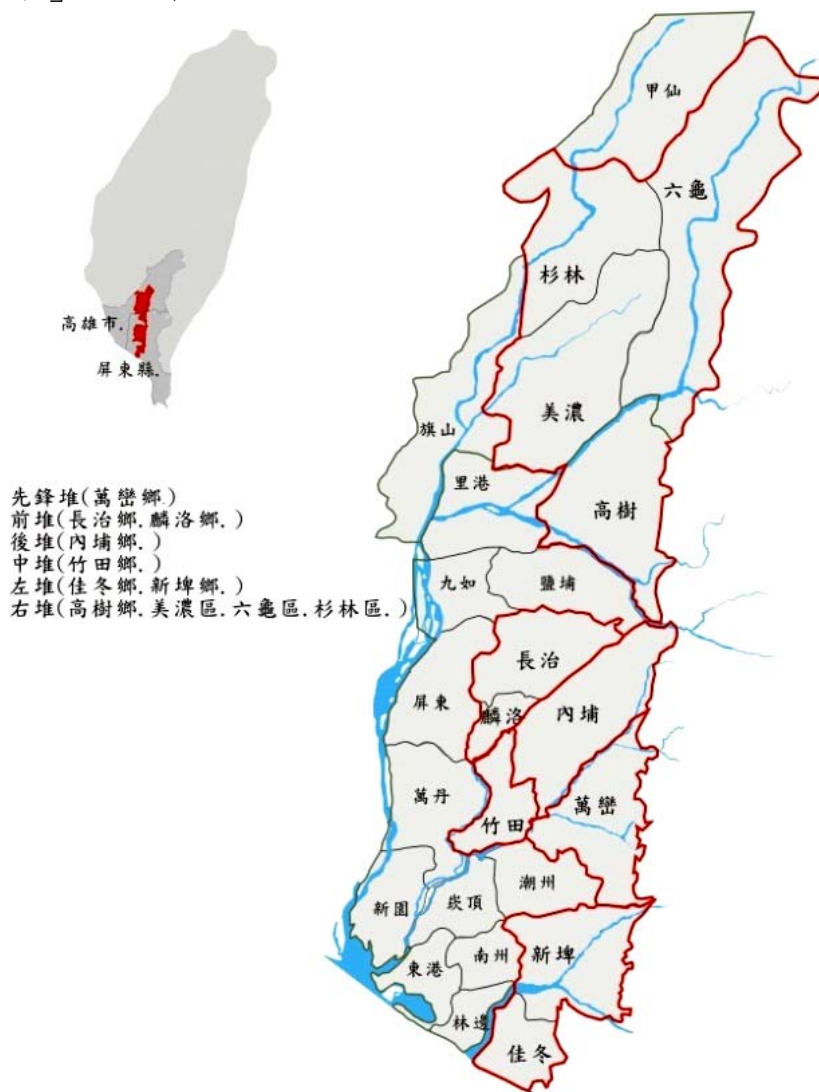 甲仙
六龜
杉林
高雄市.
屏東縣.
美濃
旗山
里港
高樹
先鋒堆(萬巒鄉.)
前堆(長治鄉.麟洛鄉.)
後堆(內埔鄉.)
中堆(竹田鄉.)
左堆(佳冬鄉.新埤鄉.)
右堆(高樹鄉.美濃區.六龜區.杉林區.)
九如
鹽埔
長治
屏東
麟洛
內埔
萬丹
萬巒
竹田
潮州
新園
崁頂
東港
南州
新埤
林邊
佳冬